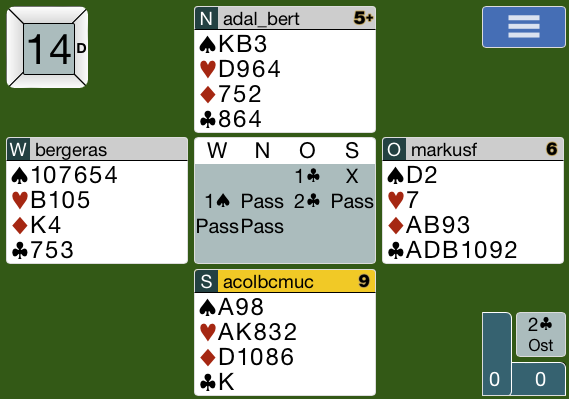 14 D
N adal_bert 5+
♠KB3
♥D964
♦752
♣864
W bergeras
♠107654
♥B105
♦K4
♣753
W N O S
1♣ X
1♠ Pass 2♣ Pass
Pass Pass
O markusf 6
♠D2
♥7
♦AB93
♣ADB1092
S acolbcmuc 9
♠A98
♥AK832
♦D1086
♣K
2♣
Ost
0 0